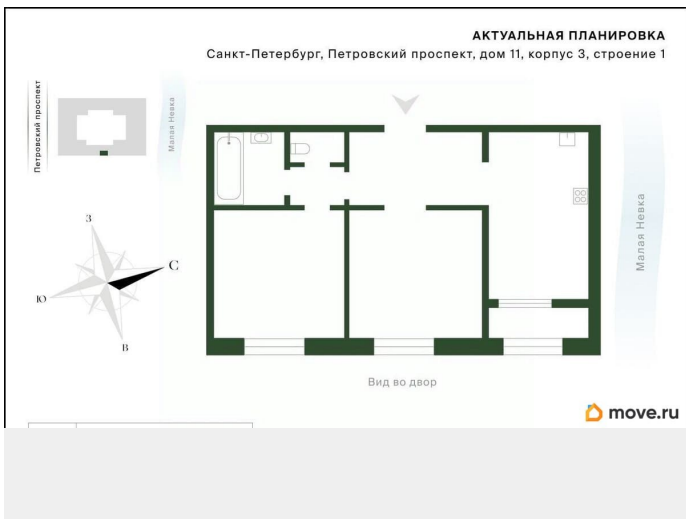 АКТУАЛЬНАЯ ПЛАНИРОВКА
Санкт-Петербург, Петровский проспект, дом 11, корпус 3, строение 1
Петровский проспект
Малая Невка
З
С
Ю
В
Малая Невка
Вид во двор
move.ru